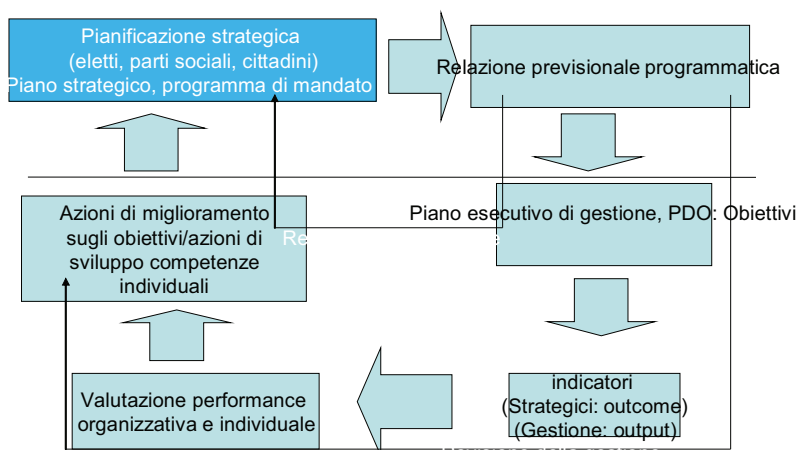 Pianificazione strategica
(eletti, parti sociali, cittadini)
Piano strategico, programma di mandato
Relazione previsionale programmatica
Azioni di miglioramento
sugli obiettivi/azioni di
sviluppo competenze
individuali
Piano esecutivo di gestione, PDO: Obiettivi
Valutazione performance
organizzativa e individuale
indicatori
(Strategici: outcome)
(Gestione: output)